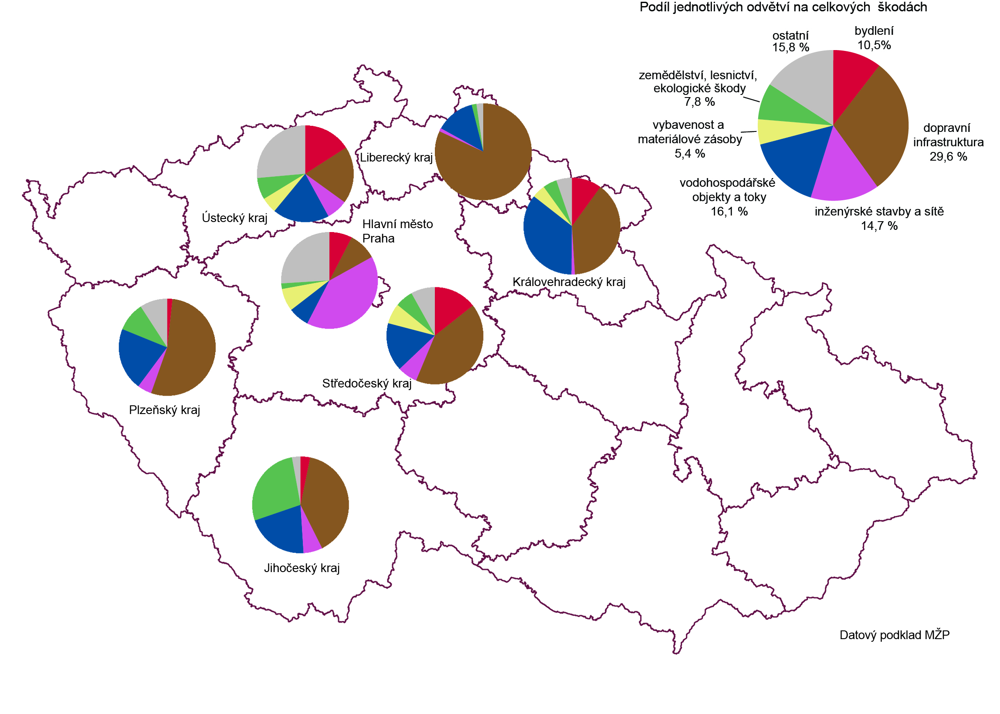 Podíl jednotlivých odvětví na celkových škodách
ostatní
15,8 %
bydlení
10,5%
zemědělství, lesnictví,
ekologické škody
7,8 %
vybavenost a
materiálové zásoby
5,4 %
dopravní
infrastruktura
29,6 %
vodohospodářské
objekty a toky
16,1 %
inženýrské stavby a sítě
14,7 %
Liberecký kraj
Ústecký kraj
Hlavní město
Praha
Královehradecký kraj
Středočeský kraj
Plzeňský kraj
Jihočeský kraj
Datový podklad MŽP